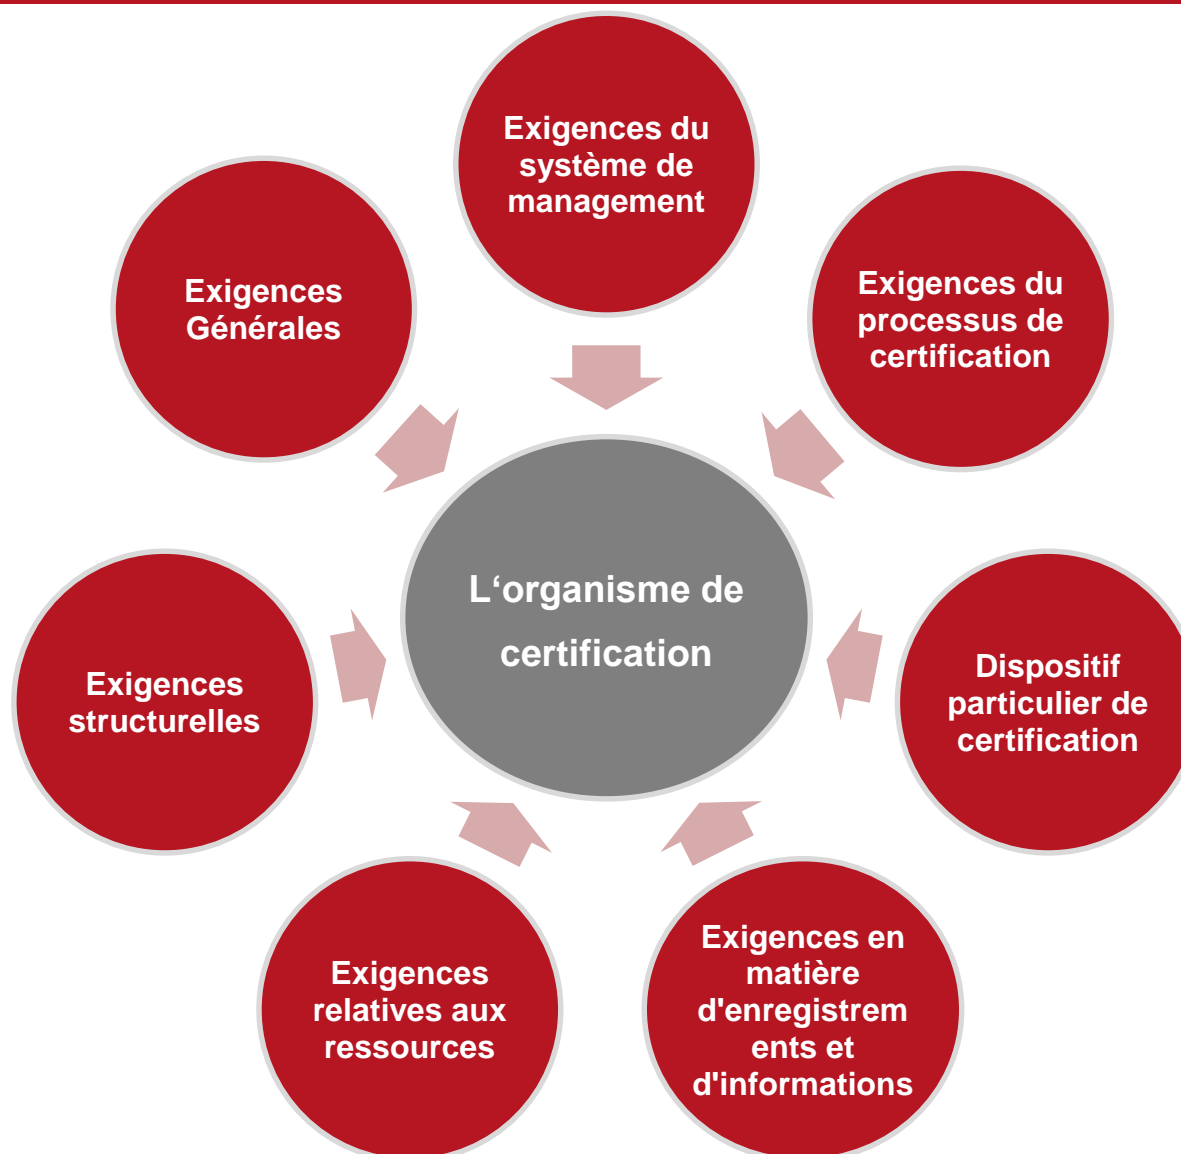 Exigences du
système de
management
Exigences
Générales
Exigences du
processus de
certification
L‘organisme de
certification
Exigences
structurelles
Dispositif
particulier de
certification
Exigences
relatives aux
ressources
Exigences en
matière
d'enregistrem
ents et
d'informations